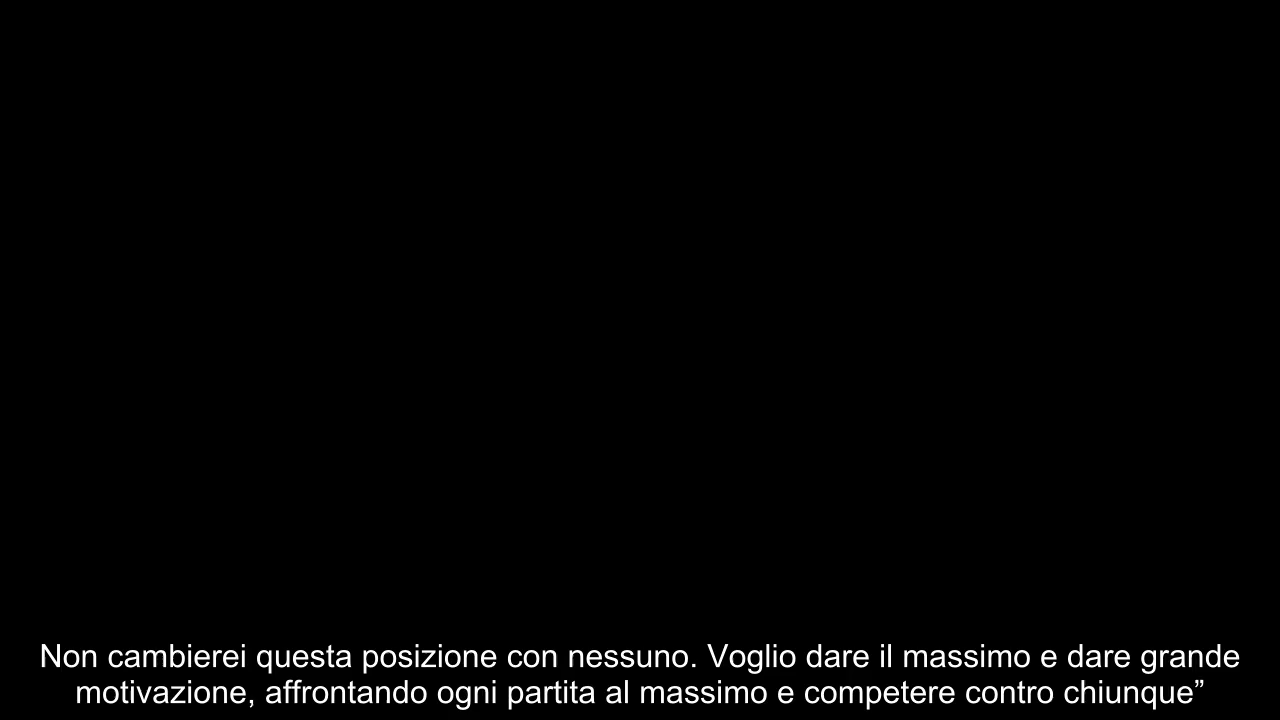 Non cambierei questa posizione con nessuno. Voglio dare il massimo e dare grande
motivazione, affrontando ogni partita al massimo e competere contro chiunque”